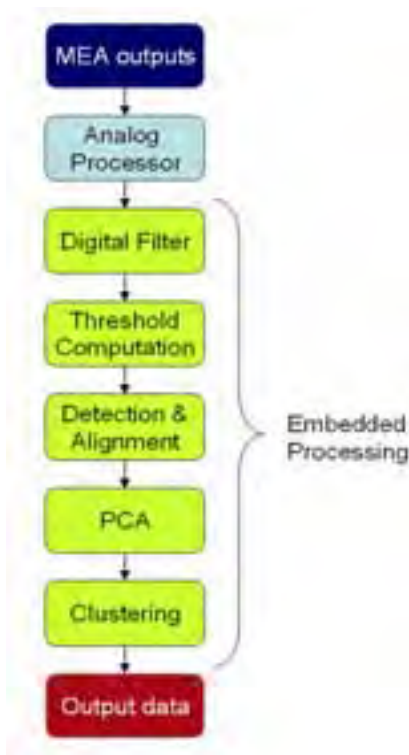 MEA outputs
Analog
Processor
Digital Filter
Threshold
Computation
Detection &
Alignment
Embedded
Processing
PCA
Clustering
Output data